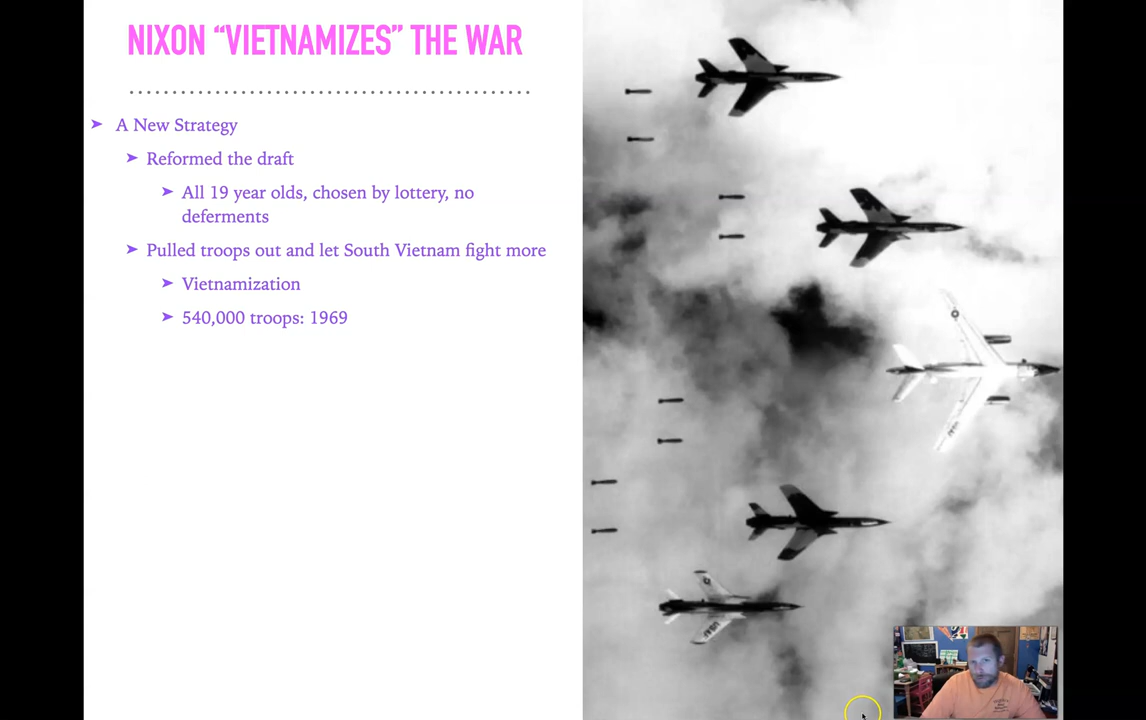 NIXON “VIETNAMIZES” THE WAR
➤ A New Strategy
➤ Reformed the draft
➤ All 19 year olds, chosen by lottery, no
deferments
➤ Pulled troops out and let South Vietnam fight more
➤ Vietnamization
➤ 540,000 troops: 1969